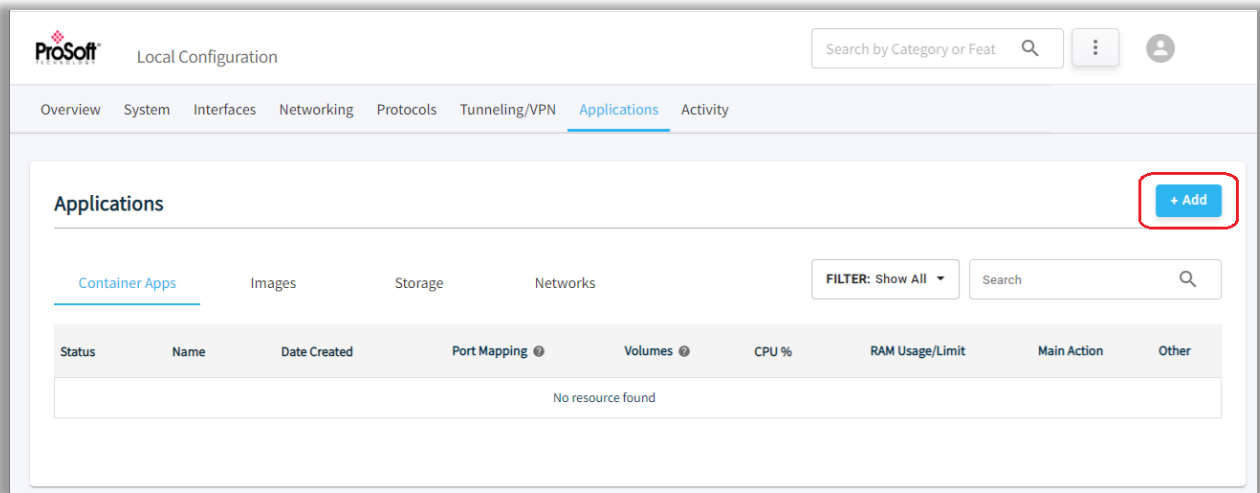 ProSoft®
TECHNOLOGY
Local Configuration
Search by Category or Feat
Overview System Interfaces Networking Protocols Tunneling/VPN Applications Activity
Applications
+ Add
Container Apps Images Storage Networks
FILTER: Show All
Search
Status Name Date Created Port Mapping ? Volumes ? CPU % RAM Usage/Limit Main Action Other
No resource found